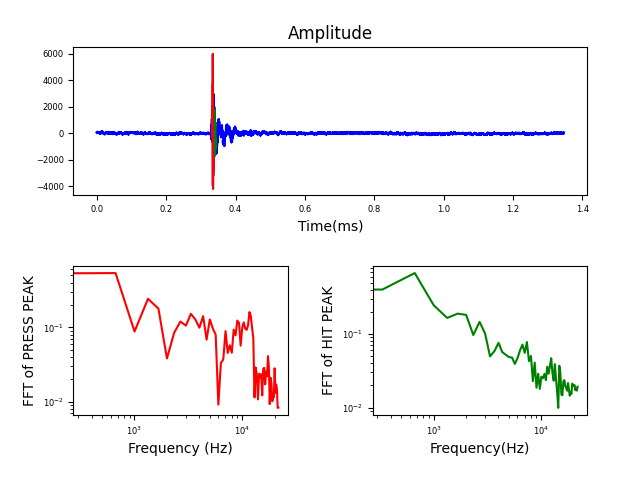 Amplitude
6000
4000
2000
0
−2000
−4000
0.0 0.2 0.4 0.6 0.8 1.0 1.2 1.4
Time(ms)
FFT of PRESS PEAK
10⁻¹
10⁻²
10³ 10⁴
Frequency (Hz)
FFT of HIT PEAK
10⁻¹
10⁻²
10³ 10⁴
Frequency(Hz)